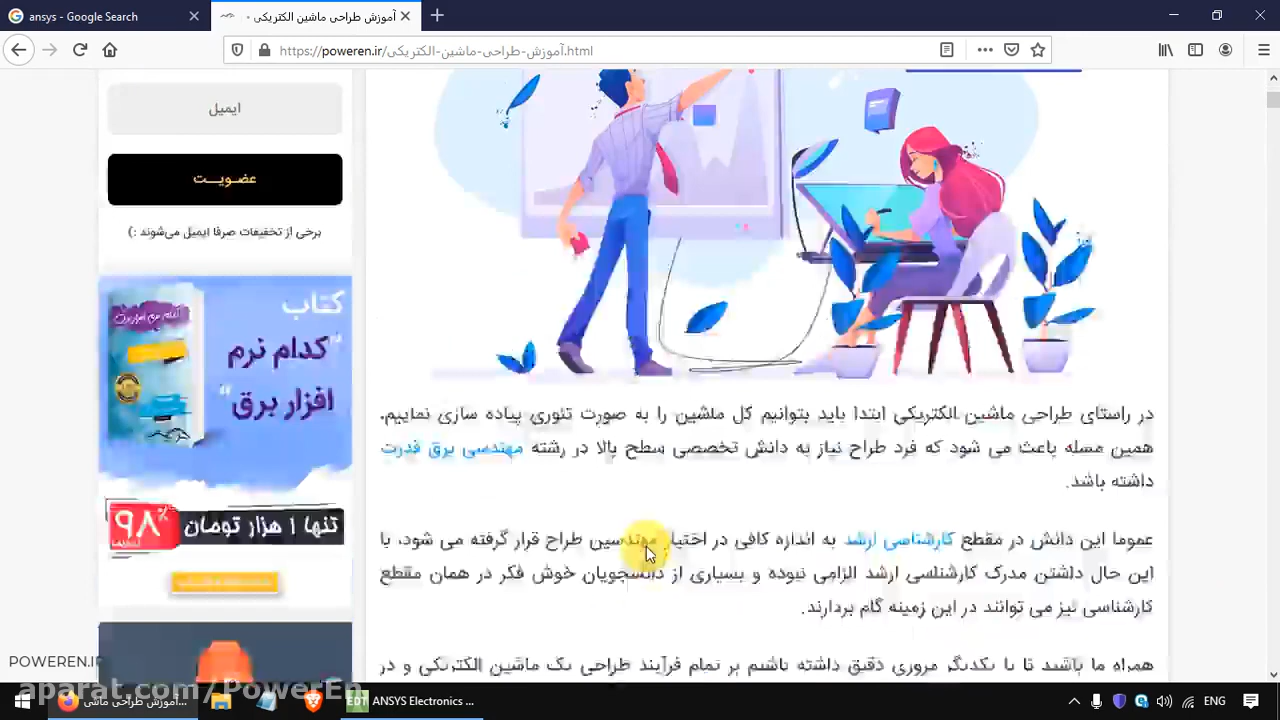 ansys - Google Search
آموزش طراحی ماشین الکتریکی
https://poweren.ir/آموزش-طراحی-ماشین-الکتریکی.html
ایمیل
عضـویــت
برخی از تخفیفات صرفا ایمیل می‌شوند :)
کتاب
"کدام نرم
افزار برق"
تنها ۱ هزار تومان
۹۸٪
در راستای طراحی ماشین الکتریکی ابتدا باید بتوانیم کل ماشین را به صورت تئوری پیاده سازی نماییم.
همین مسله باعث می شود که فرد طراح نیاز به دانش تخصصی سطح بالا در رشته مهندسی برق قدرت
داشته باشد.
عموما این دانش در مقطع کارشناسی ارشد به اندازه کافی در اختیار مهندسین طراح قرار گرفته می شود، با
این حال داشتن مدرک کارشناسی ارشد الزامی نبوده و بسیاری از دانشجویان خوش فکر در همان مقطع
کارشناسی نیز می توانند در این زمینه گام بردارند.
همراه ما باشید تا با یکدیگر مروری دقیق داشته باشیم بر تمام فرآیند طراحی یک ماشین الکتریکی و در
POWEREN.IR
aparat.com/PowerEn
آموزش طراحی ماشی...
EDT
ANSYS Electronics ...
ENG